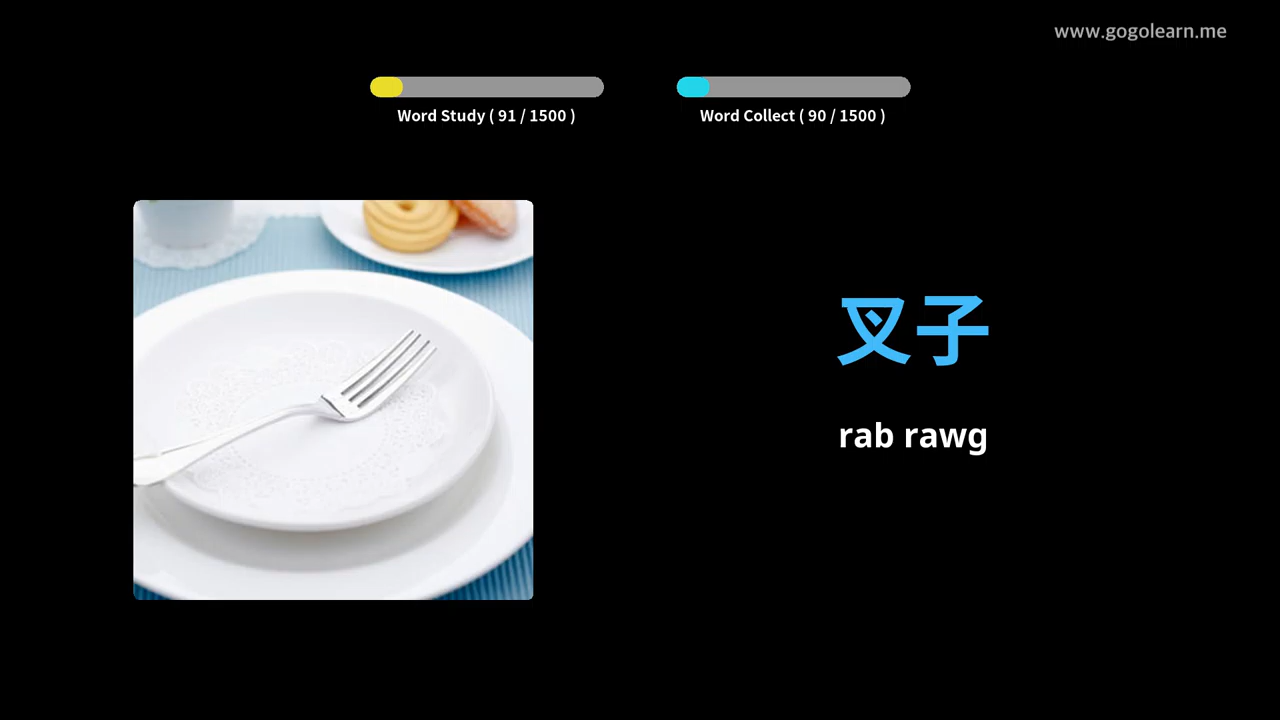 www.gogolearn.me
Word Study ( 91 / 1500 )
Word Collect ( 90 / 1500 )
叉子
rab rawg